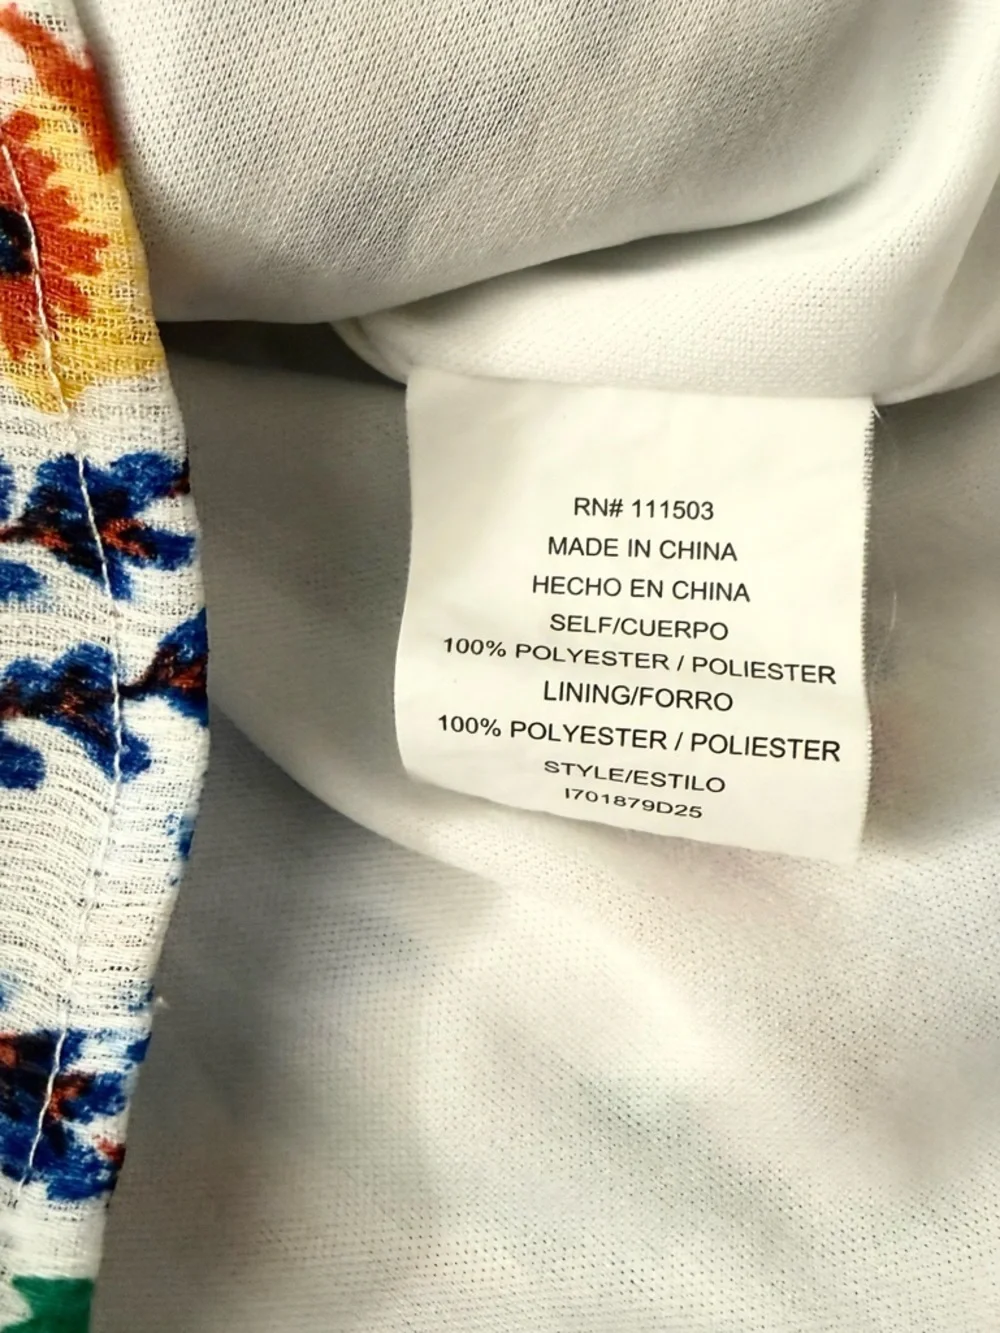 RN# 111503
MADE IN CHINA
HECHO EN CHINA
SELF/CUERPO
100% POLYESTER / POLIESTER
LINING/FORRO
100% POLYESTER / POLIESTER
STYLE/ESTILO
I701879D25